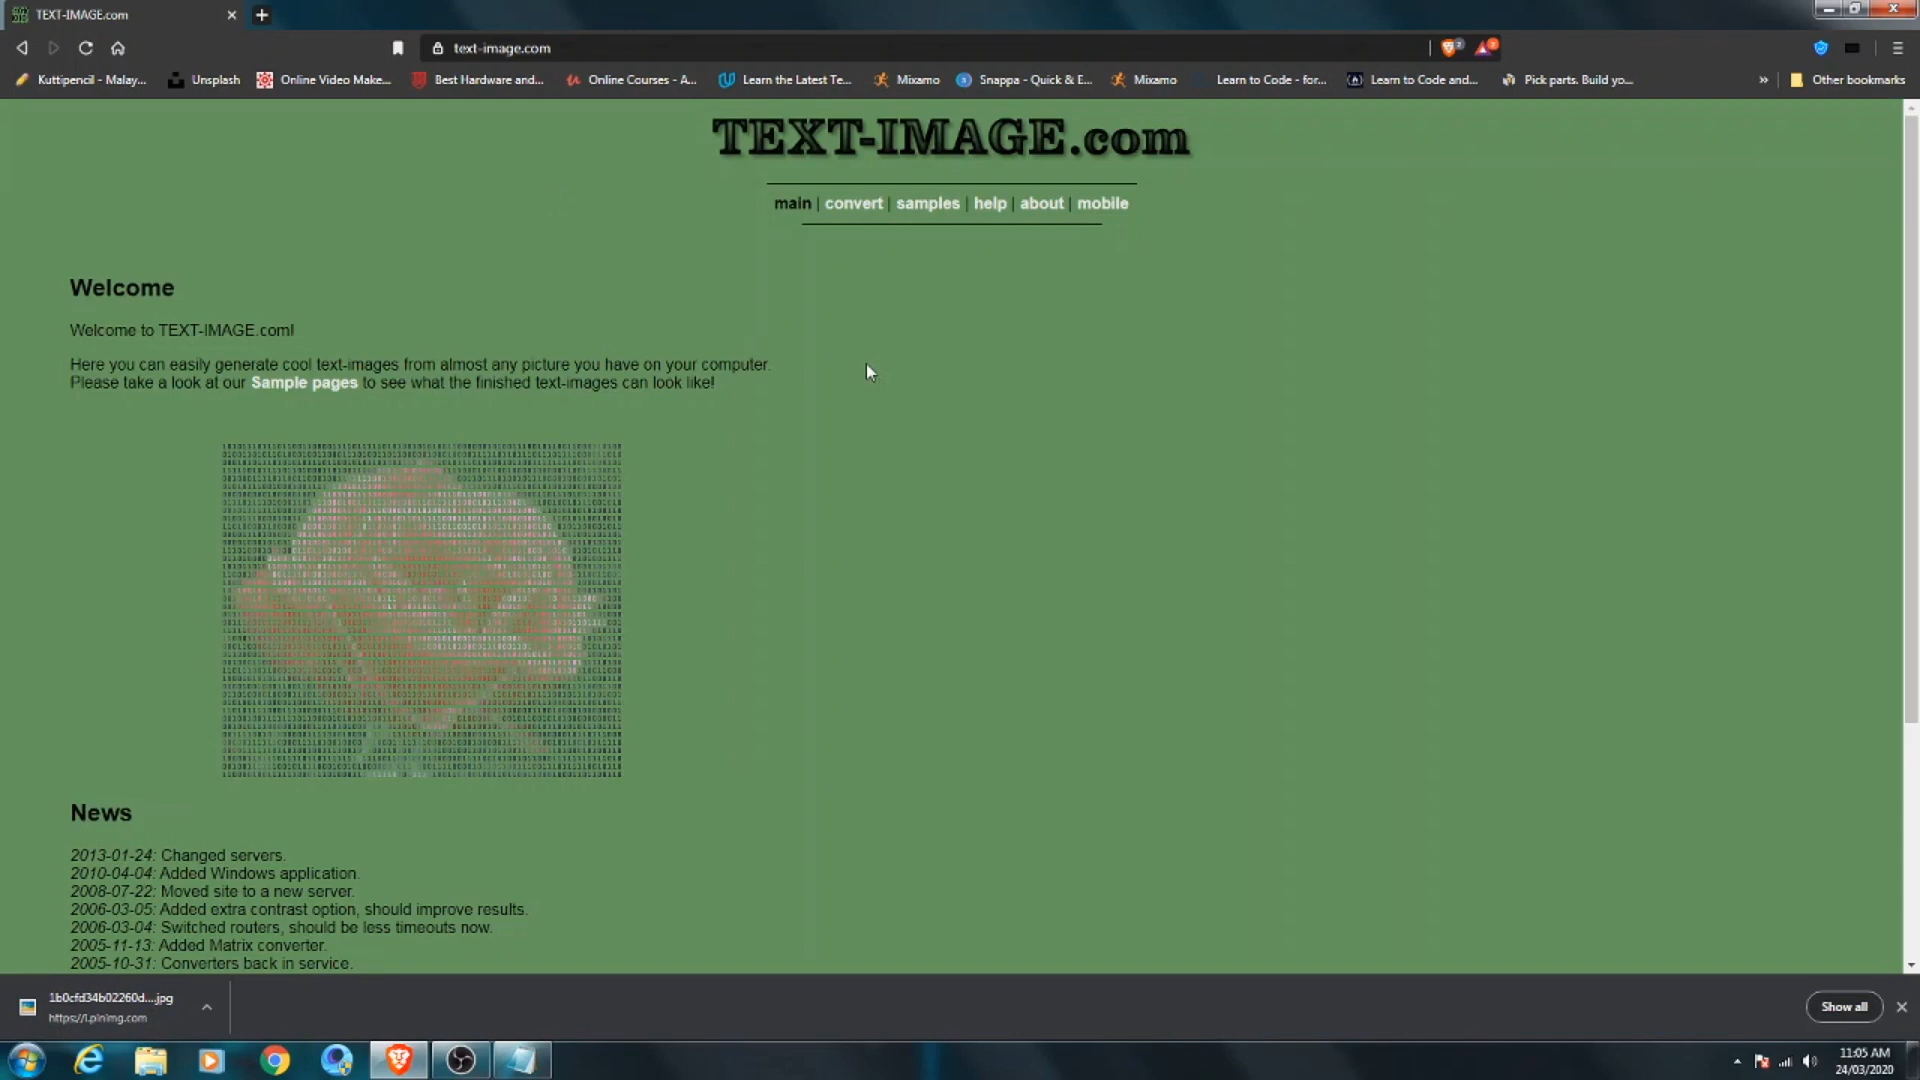 TEXT-IMAGE.com
text-image.com
2
Kuttipencil - Malay...
Unsplash
Online Video Make...
Best Hardware and...
Online Courses - A...
Learn the Latest Te...
Mixamo
Snappa - Quick & E...
Mixamo
Learn to Code - for...
Learn to Code and...
Pick parts. Build yo...
»
Other bookmarks
TEXT-IMAGE.com
main | convert | samples | help | about | mobile
Welcome
Welcome to TEXT-IMAGE.com!
Here you can easily generate cool text-images from almost any picture you have on your computer.
Please take a look at our Sample pages to see what the finished text-images can look like!
News
2013-01-24: Changed servers.
2010-04-04: Added Windows application.
2008-07-22: Moved site to a new server.
2006-03-05: Added extra contrast option, should improve results.
2006-03-04: Switched routers, should be less timeouts now.
2005-11-13: Added Matrix converter.
2005-10-31: Converters back in service.
1b0cfd34b02260d....jpg
https://i.pinimg.com
Show all
11:05 AM
24/03/2020